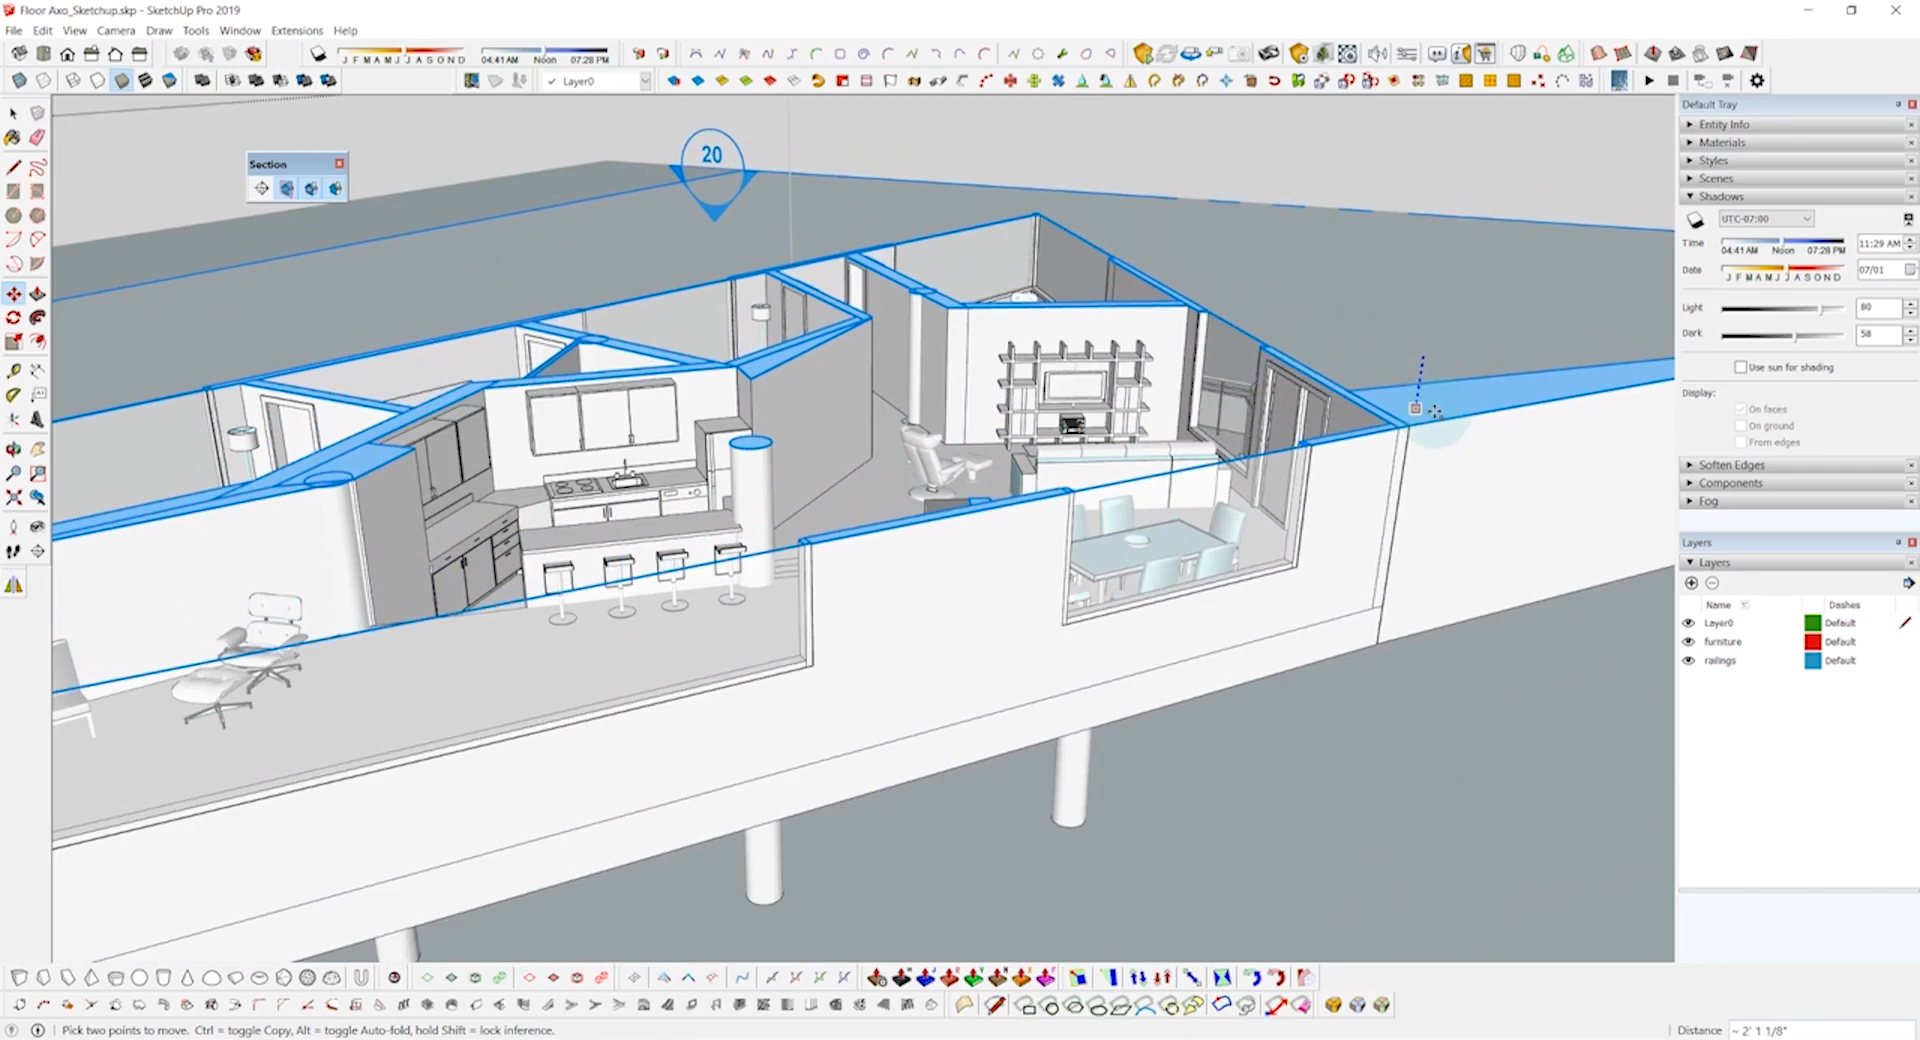 Floor Axo_Sketchup.skp - SketchUp Pro 2019
File Edit View Camera Draw Tools Window Extensions Help
J F M A M J J A S O N D 04:41 AM Noon 07:28 PM
Layer0
Section
20
Default Tray
Entity Info
Materials
Styles
Scenes
Shadows
UTC-07:00
Time 04:41 AM Noon 07:28 PM 11:29 AM
Date J F M A M J J A S O N D 07/01
Light 80
Dark 58
Use sun for shading
Display:
On faces
On ground
From edges
Soften Edges
Components
Fog
Layers
Layers
Name Dashes
Layer0 Default
furniture Default
railings Default
Pick two points to move. Ctrl = toggle Copy, Alt = toggle Auto-fold, hold Shift = lock inference.
Distance ~ 2' 1 1/8"